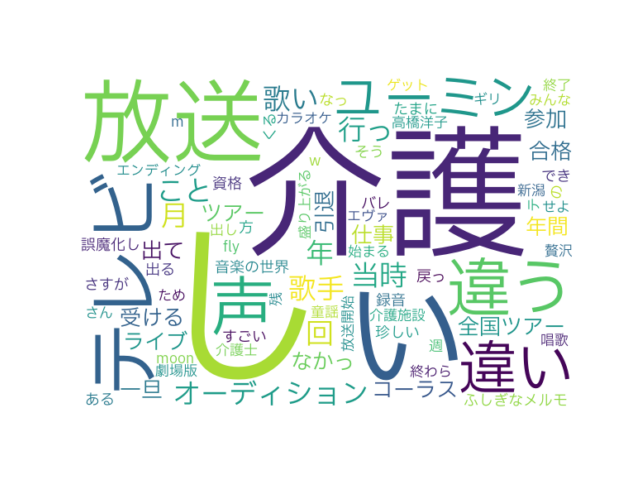 放送
ユーミン
ゲット
ギリ
終了
みんな
歌い
なっ
たまに
m
く
る
カラオケ
行っ
高橋洋子
参加
介護
エンディング
w
そう
合格
テレビ
こと
資格
盛り上がる
引退
バレ
でき
新潟
の
せよ
月
ツアー
年
エヴァ
仕事
年間
誤魔化し
出て
出し
方
fly
始まる
贅沢
さすが
出る
音楽の世界
当時
戻っ
違う
声
し
い
さん
ため
残
歌手
録音
受ける
童謡
放送開始
介護施設
全国ツアー
ライブ
すごい
回
珍しい
週
唱歌
moon
介護士
なかっ
終わら
違い
劇場版
ある
一旦
オーディション
コーラス
ふしぎなメルモ